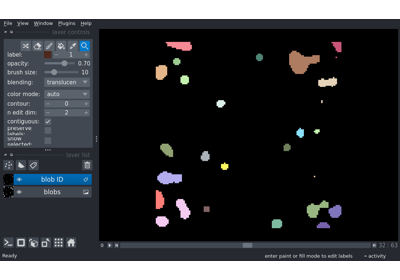 File View Window Plugins Help
layer controls
label: 1
opacity: 0.70
brush size: 10
blending: translucen
color mode: auto
contour: 0
n edit dim: 2
contiguous:
preserve labels:
show selected:
layer list
blob ID
blobs
0 32 63
enter paint or fill mode to edit labels activity